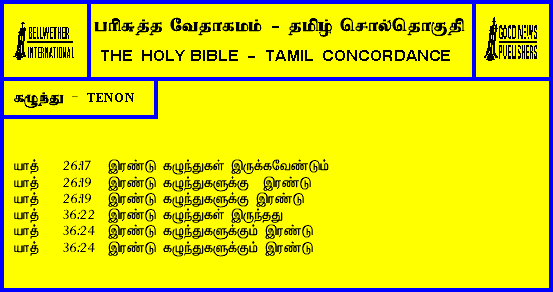 BELLWETHER
INTERNATIONAL
பரிசுத்த வேதாகமம் - தமிழ் சொல்தொகுதி
THE HOLY BIBLE - TAMIL CONCORDANCE
GOOD NEWS
PUBLISHERS
கழுந்து - TENON
யாத் 26:17 இரண்டு கழுந்துகள் இருக்கவேண்டும்
யாத் 26:19 இரண்டு கழுந்துகளுக்கு இரண்டு
யாத் 26:19 இரண்டு கழுந்துகளுக்கு இரண்டு
யாத் 36:22 இரண்டு கழுந்துகள் இருந்தது
யாத் 36:24 இரண்டு கழுந்துகளுக்கும் இரண்டு
யாத் 36:24 இரண்டு கழுந்துகளுக்கும் இரண்டு